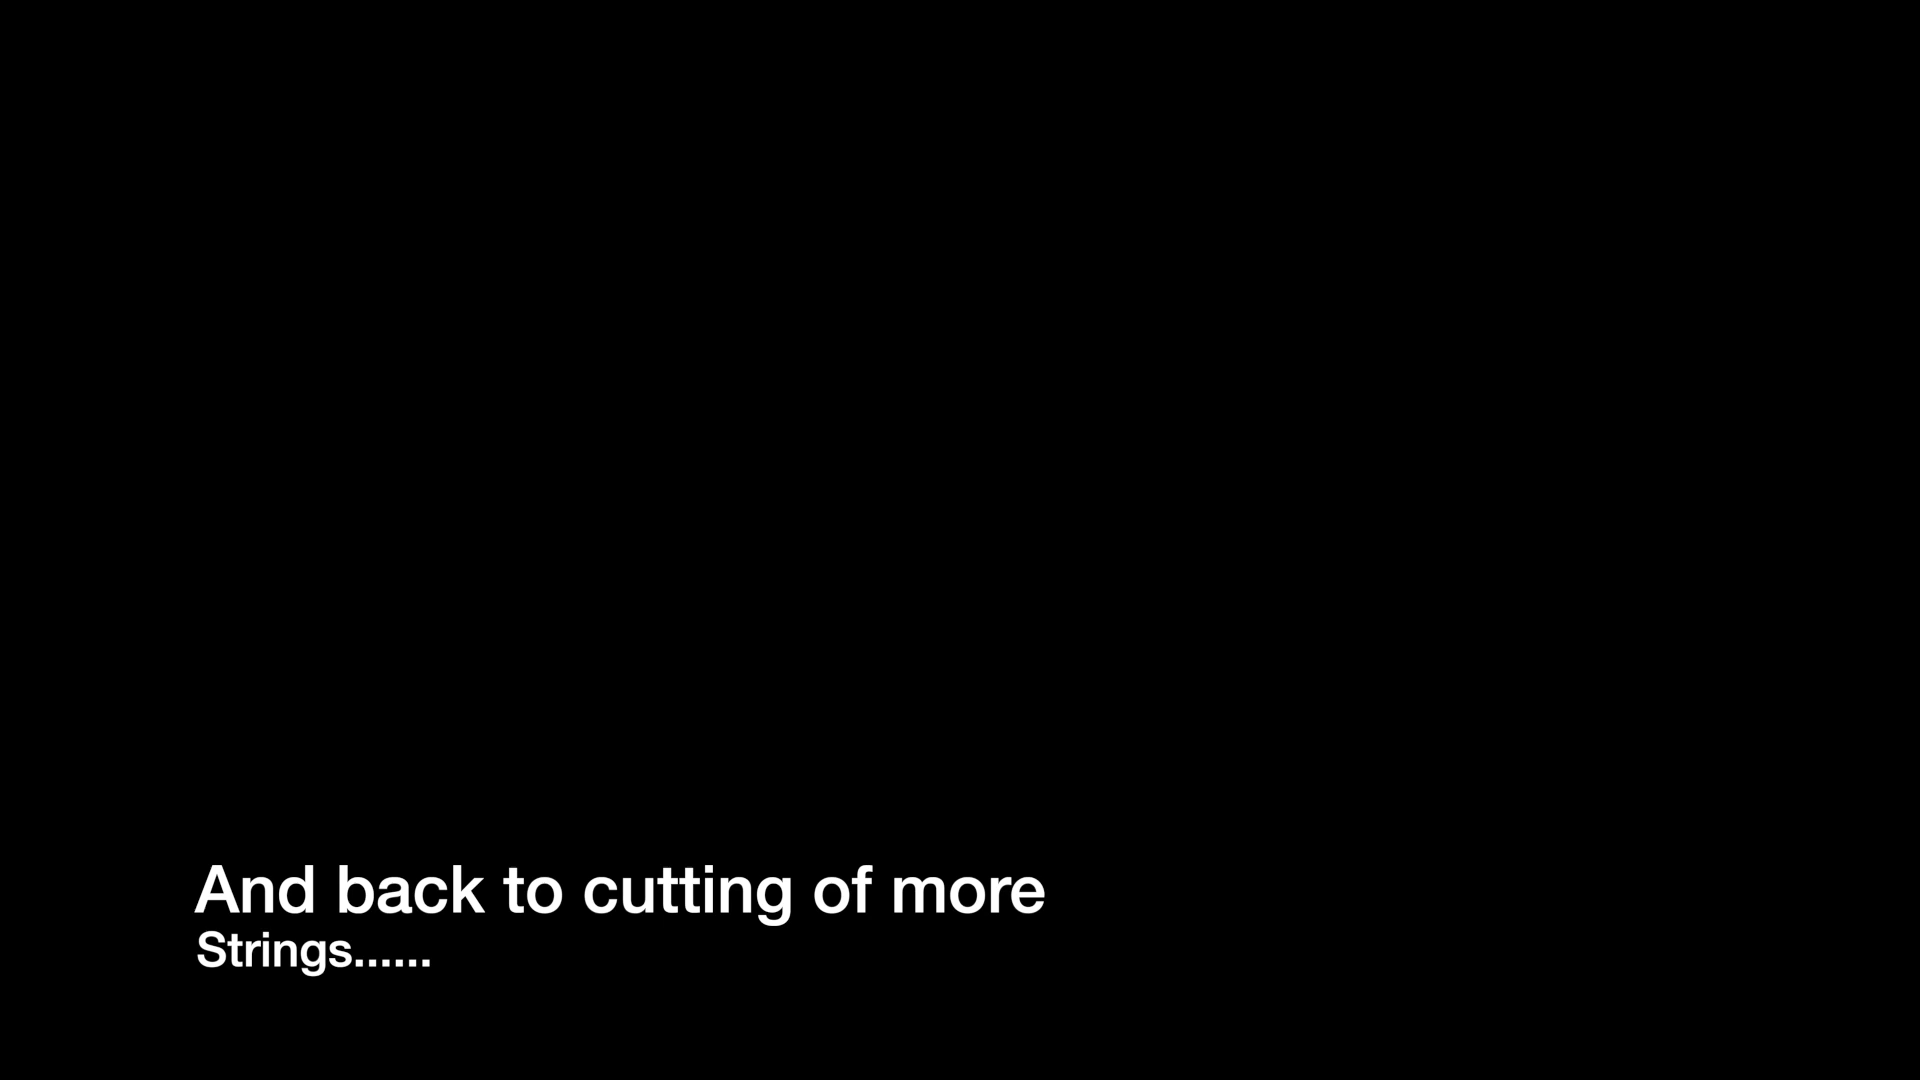 And back to cutting of more
Strings......